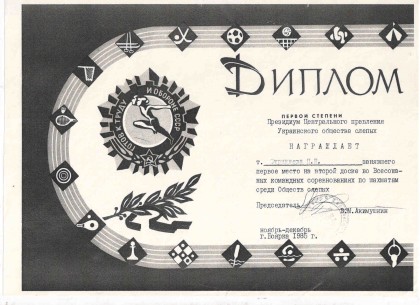 ГОТОВ К ТРУДУ И ОБОРОНЕ СССР
ДИПЛОМ
ПЕРВОЙ СТЕПЕНИ
Президиум Центрального правления
Украинского общества слепых
НАГРАЖДАЕТ
т. занявшего
первое место на второй доске во Всесоюз-
ных командных соревнованиях по шахматам
среди Обществ слепых
Председатель В.М.Акимушкин
ноябрь-декабрь
1985 г.